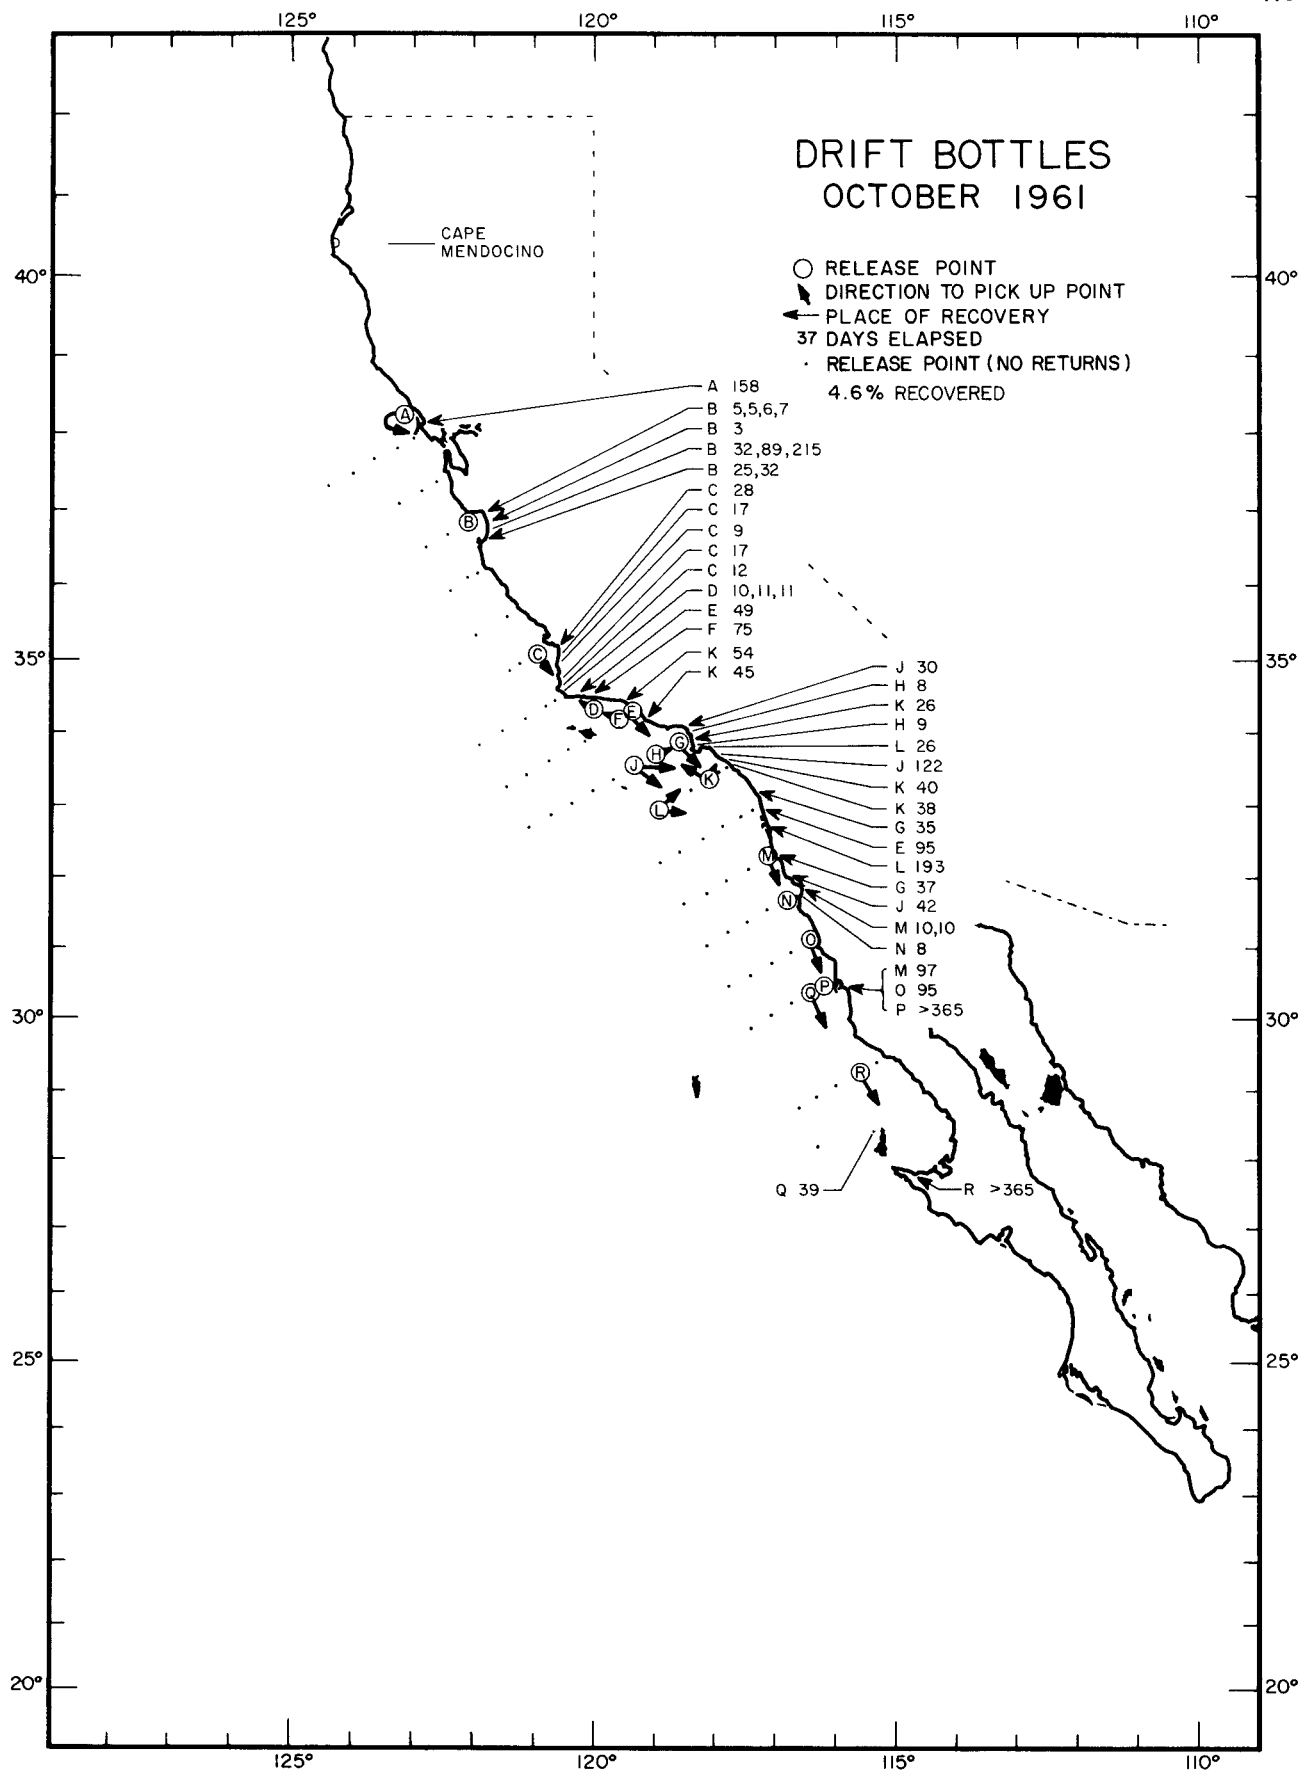 125° 120° 115° 110°
DRIFT BOTTLES
OCTOBER 1961
CAPE
MENDOCINO
RELEASE POINT
DIRECTION TO PICK UP POINT
PLACE OF RECOVERY
37 DAYS ELAPSED
RELEASE POINT (NO RETURNS)
4.6% RECOVERED
40° 40°
A 158
B 5,5,6,7
B 3
B 32,89,215
B 25,32
C 28
C 17
C 9
C 17
C 12
D 10,11,11
E 49
F 75
K 54
K 45
35° 35°
J 30
H 8
K 26
H 9
L 26
J 122
K 40
K 38
G 35
E 95
L 193
G 37
J 42
M 10,10
N 8
M 97
O 95
P >365
A
B
C
D
F
E
G
H
J
K
L
M
N
O
P
Q
R
30° 30°
Q 39
R >365
25° 25°
20° 20°
125° 120° 115° 110°